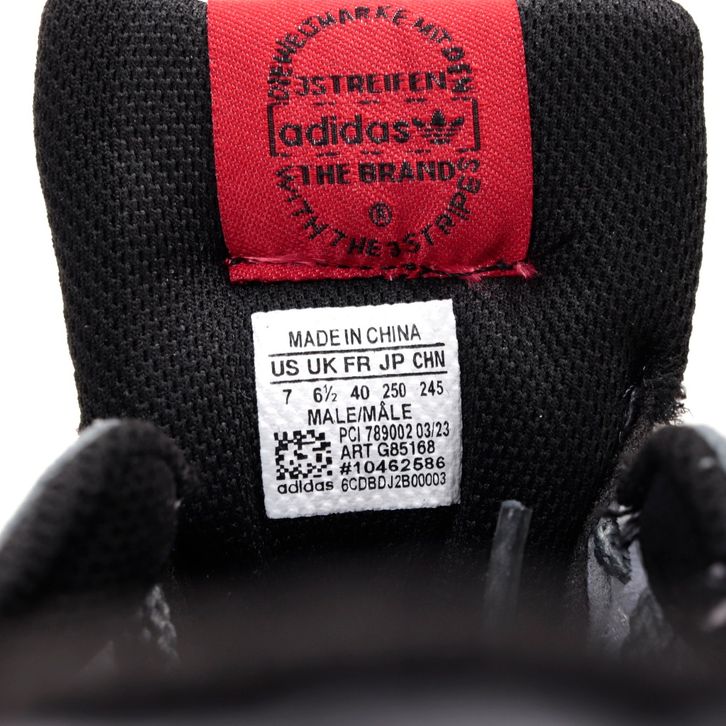 DIE WELTMARKE MIT DEN
3STREIFEN
adidas
THE BRAND
WITH THE 3 STRIPES
®
MADE IN CHINA
US UK FR JP CHN
7 6½ 40 250 245
MALE/MÂLE
PCI 789002 03/23
ART G85168
#10462586
adidas 6CDBDJ2B00003